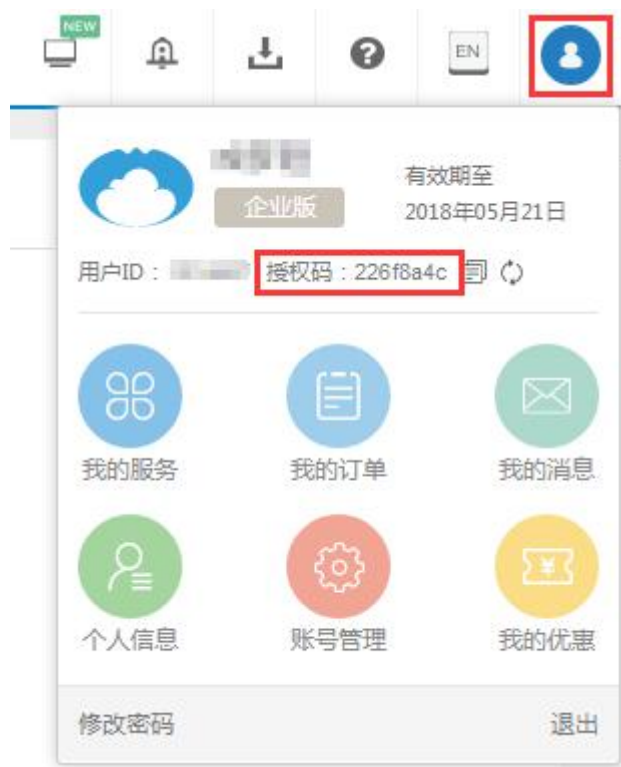 NEW
EN
有效期至
企业版
2018年05月21日
用户ID：
授权码：226f8a4c
我的服务
我的订单
我的消息
个人信息
账号管理
我的优惠
修改密码
退出